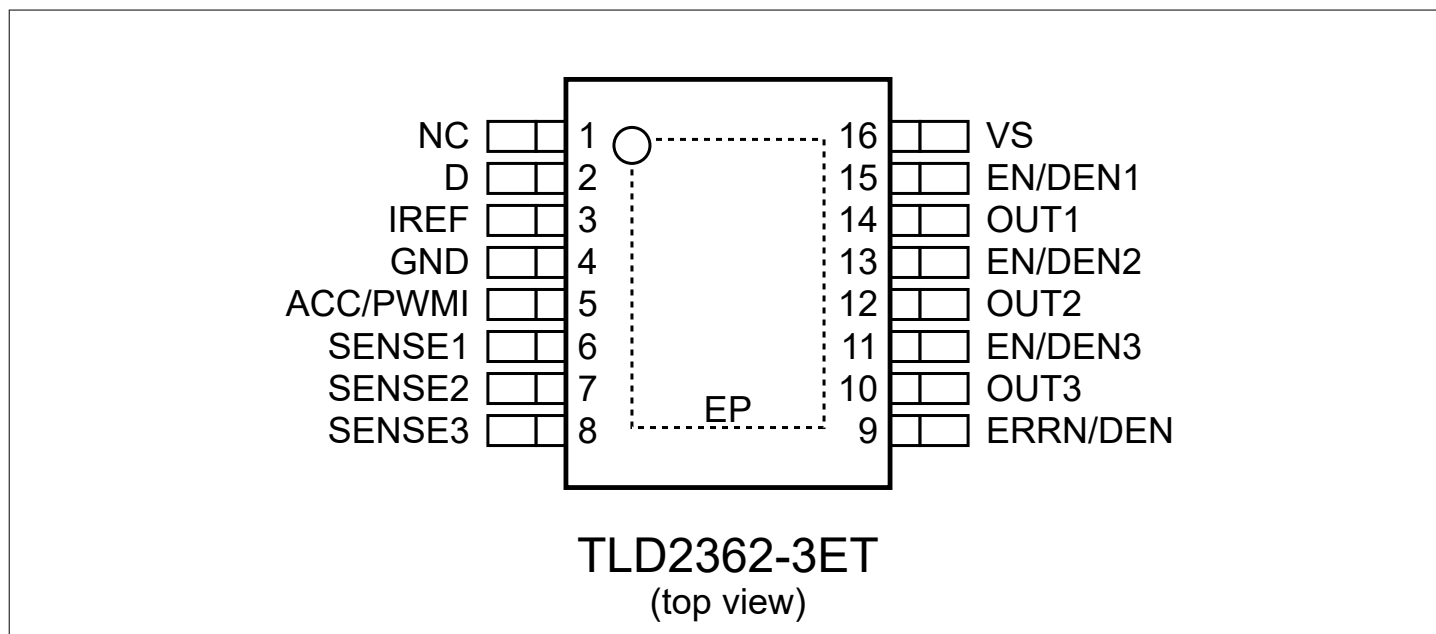 NC 1 16 VS
D 2 15 EN/DEN1
IREF 3 14 OUT1
GND 4 13 EN/DEN2
ACC/PWMI 5 12 OUT2
SENSE1 6 11 EN/DEN3
SENSE2 7 10 OUT3
EP
SENSE3 8 9 ERRN/DEN
TLD2362-3ET
(top view)